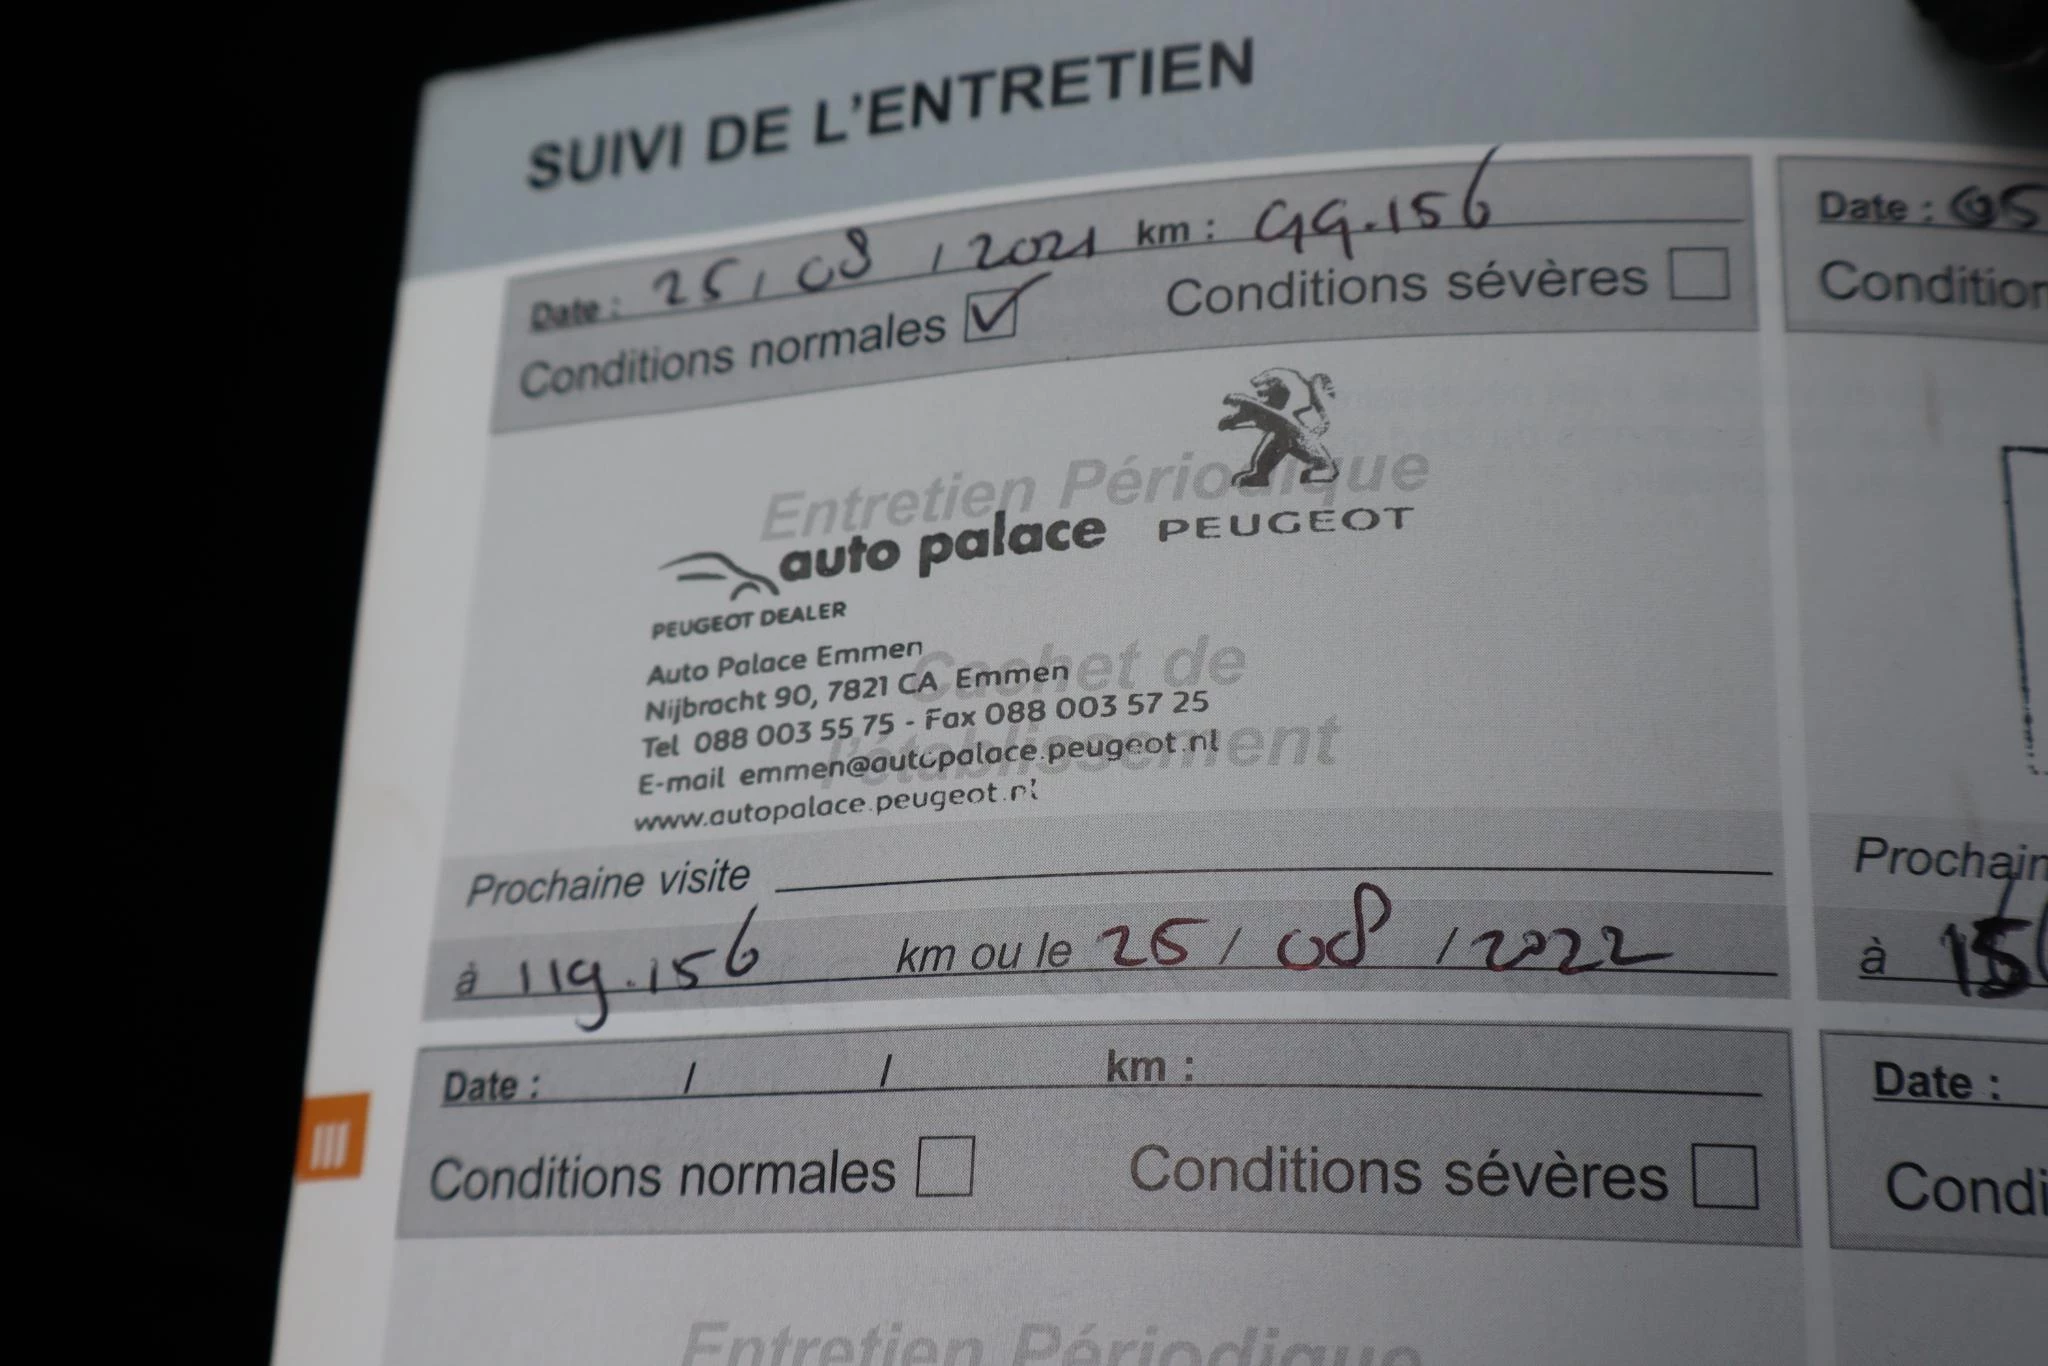 SUIVI DE L'ENTRETIEN
Date : 25 / 08 / 2021 km : 99.156
Conditions normales Conditions sévères
Entretien Périodique
auto palace PEUGEOT
PEUGEOT DEALER
Cachet de
l'établissement
Auto Palace Emmen
Nijbracht 90, 7821 CA Emmen
Tel 088 003 55 75 - Fax 088 003 57 25
E-mail emmen@autopalace.peugeot.nl
www.autopalace.peugeot.nl
Prochaine visite
à 119.156 km ou le 25 / 08 / 2022
Date : / / km :
Conditions normales Conditions sévères
Entretien Périodique
III
Date : 05
Condition
Prochain
à
Date :
Condi